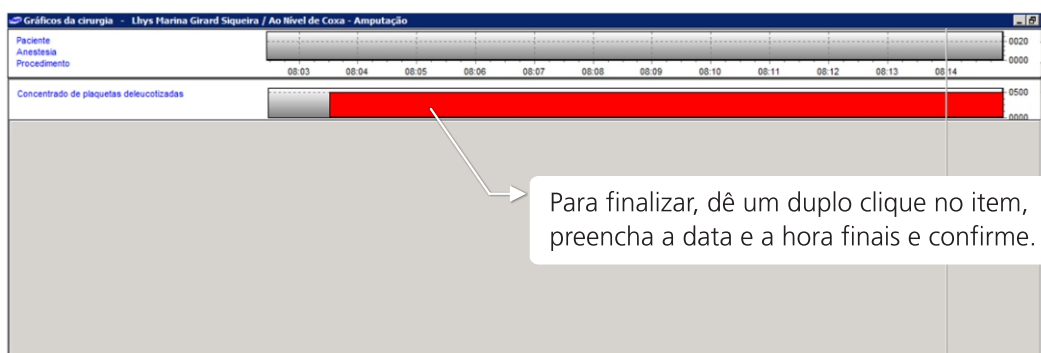 Gráficos da cirurgia - Lhys Marina Girard Siqueira / Ao Nível de Coxa - Amputação
Paciente
Anestesia
Procedimento
0020
0000
08:03 08:04 08:05 08:06 08:07 08:08 08:09 08:10 08:11 08:12 08:13 08:14
Concentrado de plaquetas deleucotizadas
0500
0000
Para finalizar, dê um duplo clique no item,
preencha a data e a hora finais e confirme.